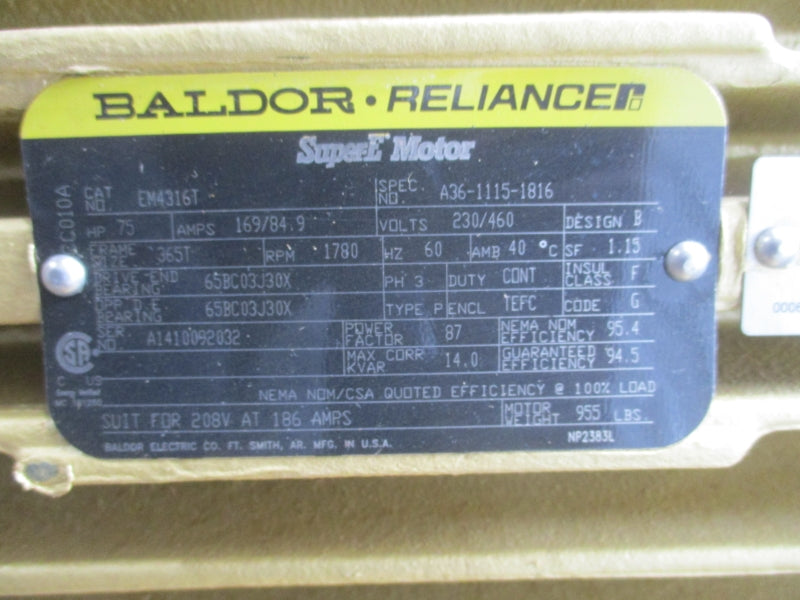 BALDOR • RELIANCE
SuperE Motor
CAT NO. EM4316T SPEC NO. A36-1115-1816
HP 75 AMPS 169/84.9 VOLTS 230/460 DESIGN B
FRAME SIZE 365T RPM 1780 HZ 60 AMB 40 °C SF 1.15
DRIVE END BEARING 65BC03J30X PH 3 DUTY CONT INSUL CLASS F
OPP D.E. BEARING 65BC03J30X TYPE P ENCL TEFC CODE G
SER NO. A1410092032 POWER FACTOR 87 NEMA NOM EFFICIENCY 95.4
MAX CORR KVAR 14.0 GUARANTEED EFFICIENCY 94.5
NEMA NOM/CSA QUOTED EFFICIENCY @ 100% LOAD
SUIT FOR 208V AT 186 AMPS MOTOR WEIGHT 955 LBS.
BALDOR ELECTRIC CO. FT. SMITH, AR. MFG. IN U.S.A. NP2383L
CC010A
C US
Energy Verified
0006